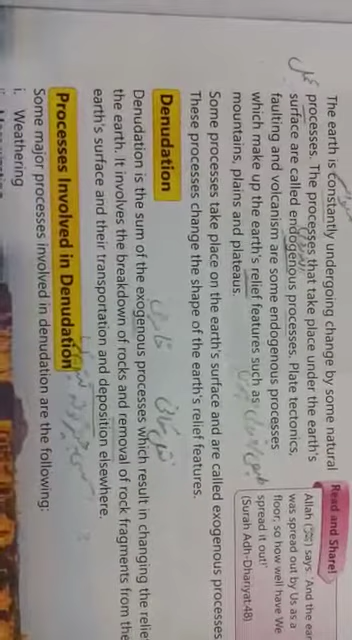 The earth is constantly undergoing change by some natural
processes. The processes that take place under the earth's
surface are called endogenous processes. Plate tectonics,
faulting and volcanism are some endogenous processes
which make up the earth's relief features such as
mountains, plains and plateaus.
Read and Share!
Allah (ﷻ) says: 'And the ear
was spread out by Us as a
floor; so how well have We
spread it out!'
(Surah Adh-Dhariyat:48)
Some processes take place on the earth's surface and are called exogenous processes
These processes change the shape of the earth's relief features.
Denudation
Denudation is the sum of the exogenous processes which result in changing the relie
the earth. It involves the breakdown of rocks and removal of rock fragments from the
earth's surface and their transportation and deposition elsewhere.
Processes Involved in Denudation
Some major processes involved in denudation are the following:
i. Weathering